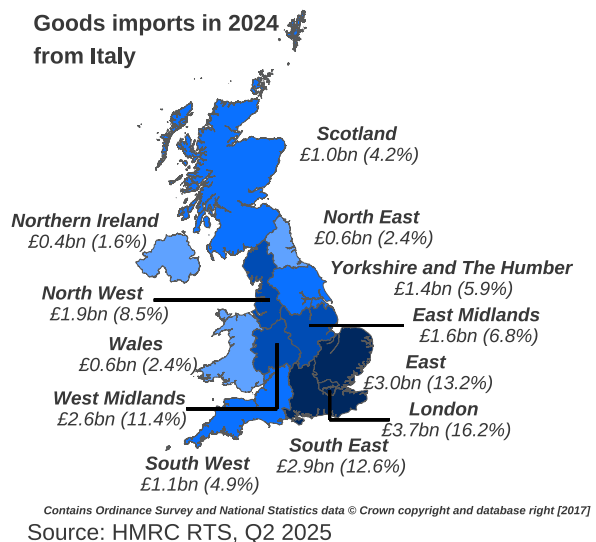 Goods imports in 2024
from Italy
Scotland
£1.0bn (4.2%)
Northern Ireland
£0.4bn (1.6%)
North East
£0.6bn (2.4%)
Yorkshire and The Humber
£1.4bn (5.9%)
North West
£1.9bn (8.5%)
East Midlands
£1.6bn (6.8%)
Wales
£0.6bn (2.4%)
East
£3.0bn (13.2%)
West Midlands
£2.6bn (11.4%)
London
£3.7bn (16.2%)
South East
£2.9bn (12.6%)
South West
£1.1bn (4.9%)
Contains Ordinance Survey and National Statistics data © Crown copyright and database right [2017]
Source: HMRC RTS, Q2 2025